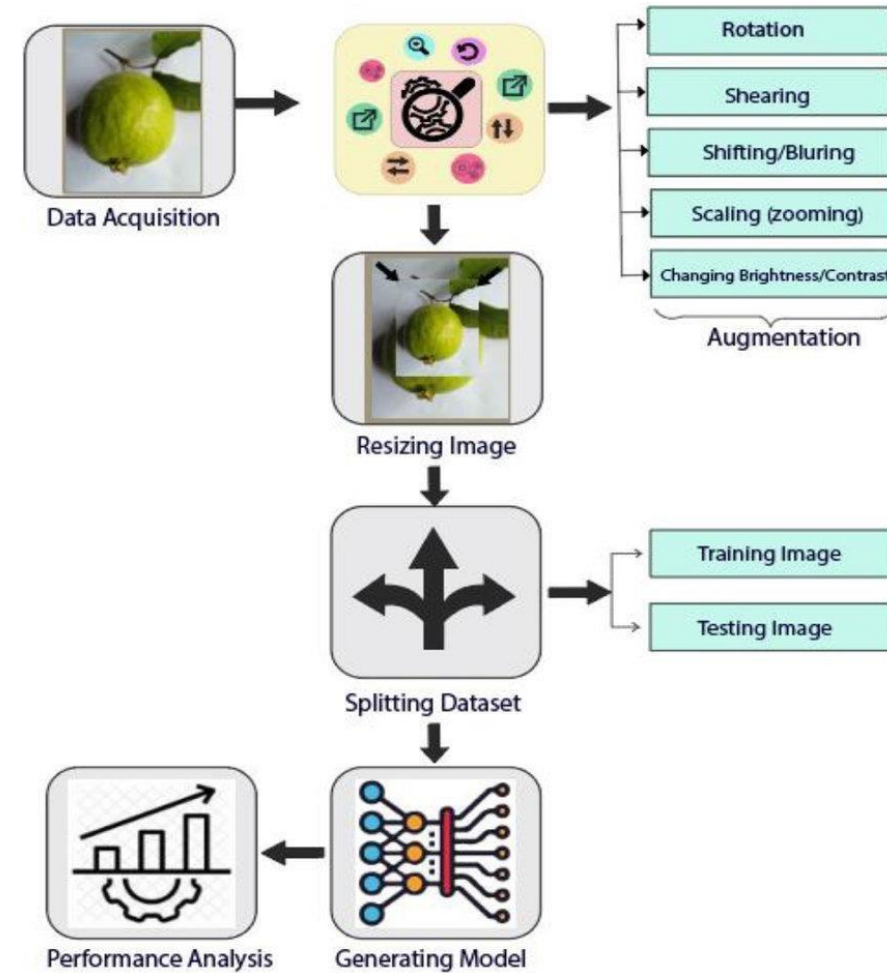 Rotation
Shearing
Data Acquisition
Shifting/Bluring
Scaling (zooming)
Changing Brightness/Contrast
Augmentation
Resizing Image
Training Image
Testing Image
Splitting Dataset
Performance Analysis
Generating Model